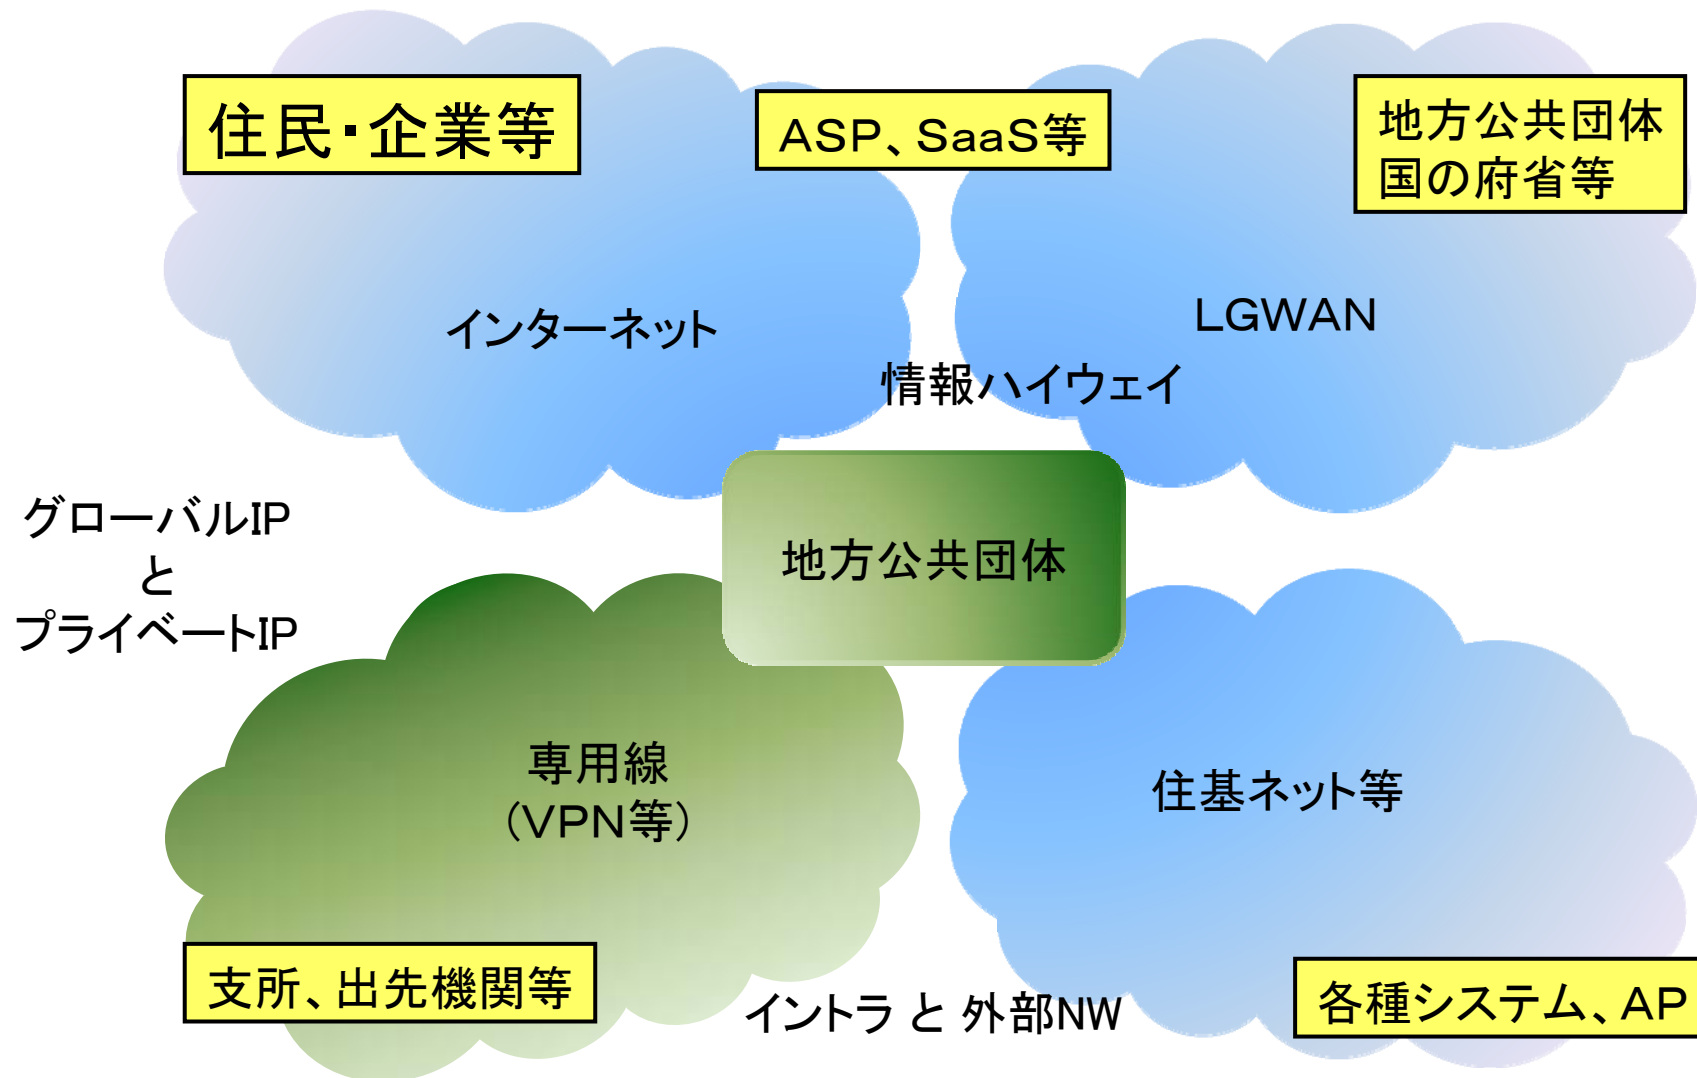 住民・企業等
ASP、SaaS等
地方公共団体
国の府省等
インターネット
LGWAN
情報ハイウェイ
グローバルIP
と
プライベートIP
地方公共団体
専用線
(VPN等)
住基ネット等
支所、出先機関等
イントラ と 外部NW
各種システム、AP